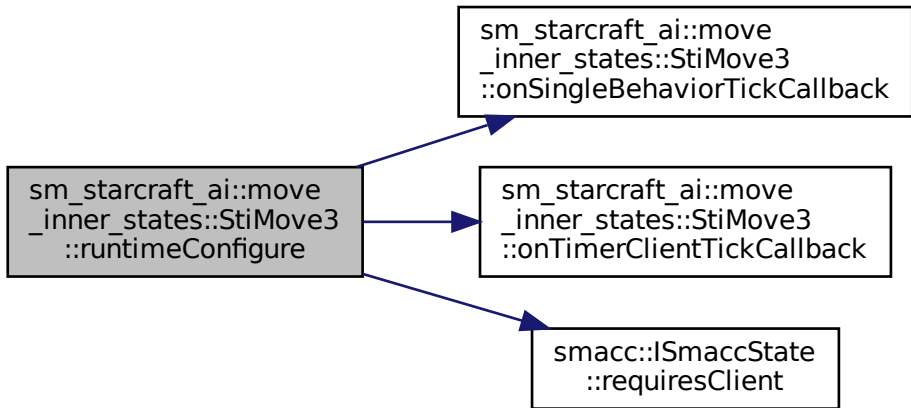 sm_starcraft_ai::move
_inner_states::StiMove3
::onSingleBehaviorTickCallback
sm_starcraft_ai::move
_inner_states::StiMove3
::runtimeConfigure
sm_starcraft_ai::move
_inner_states::StiMove3
::onTimerClientTickCallback
smacc::ISmaccState
::requiresClient